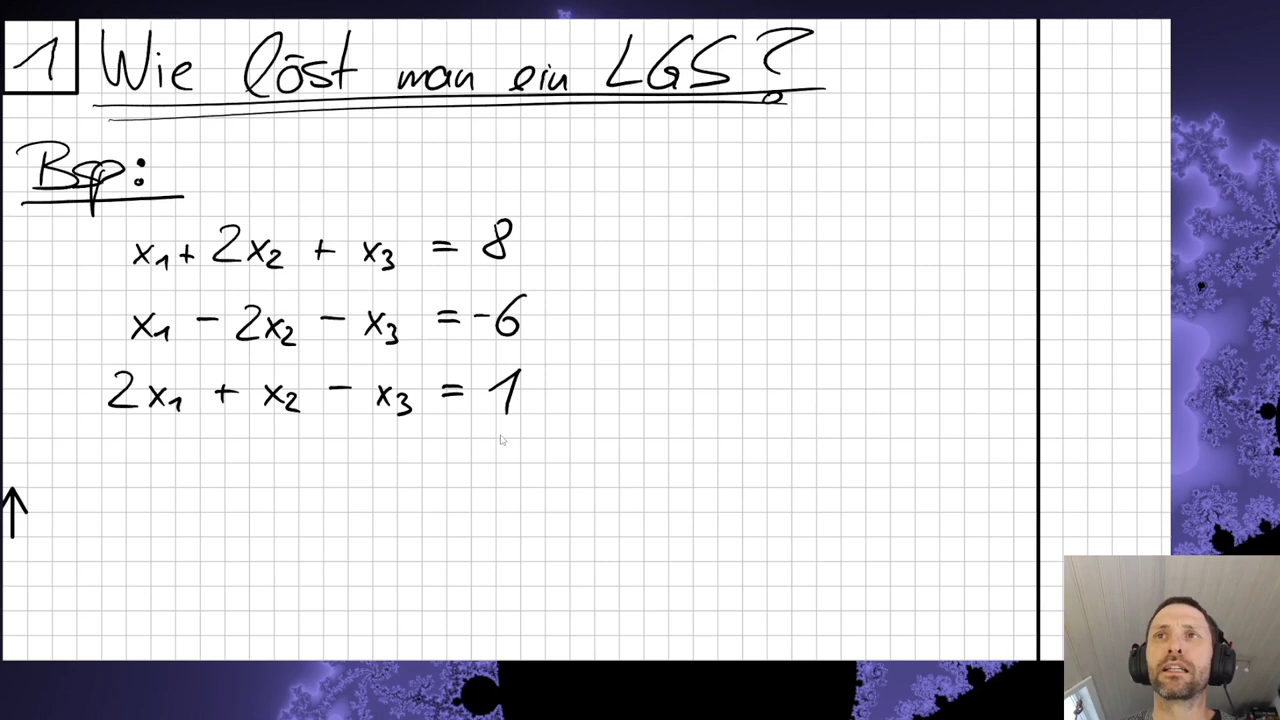 1 Wie löst man ein LGS?
Bsp:
x₁ + 2x₂ + x₃ = 8
x₁ - 2x₂ - x₃ = -6
2x₁ + x₂ - x₃ = 1